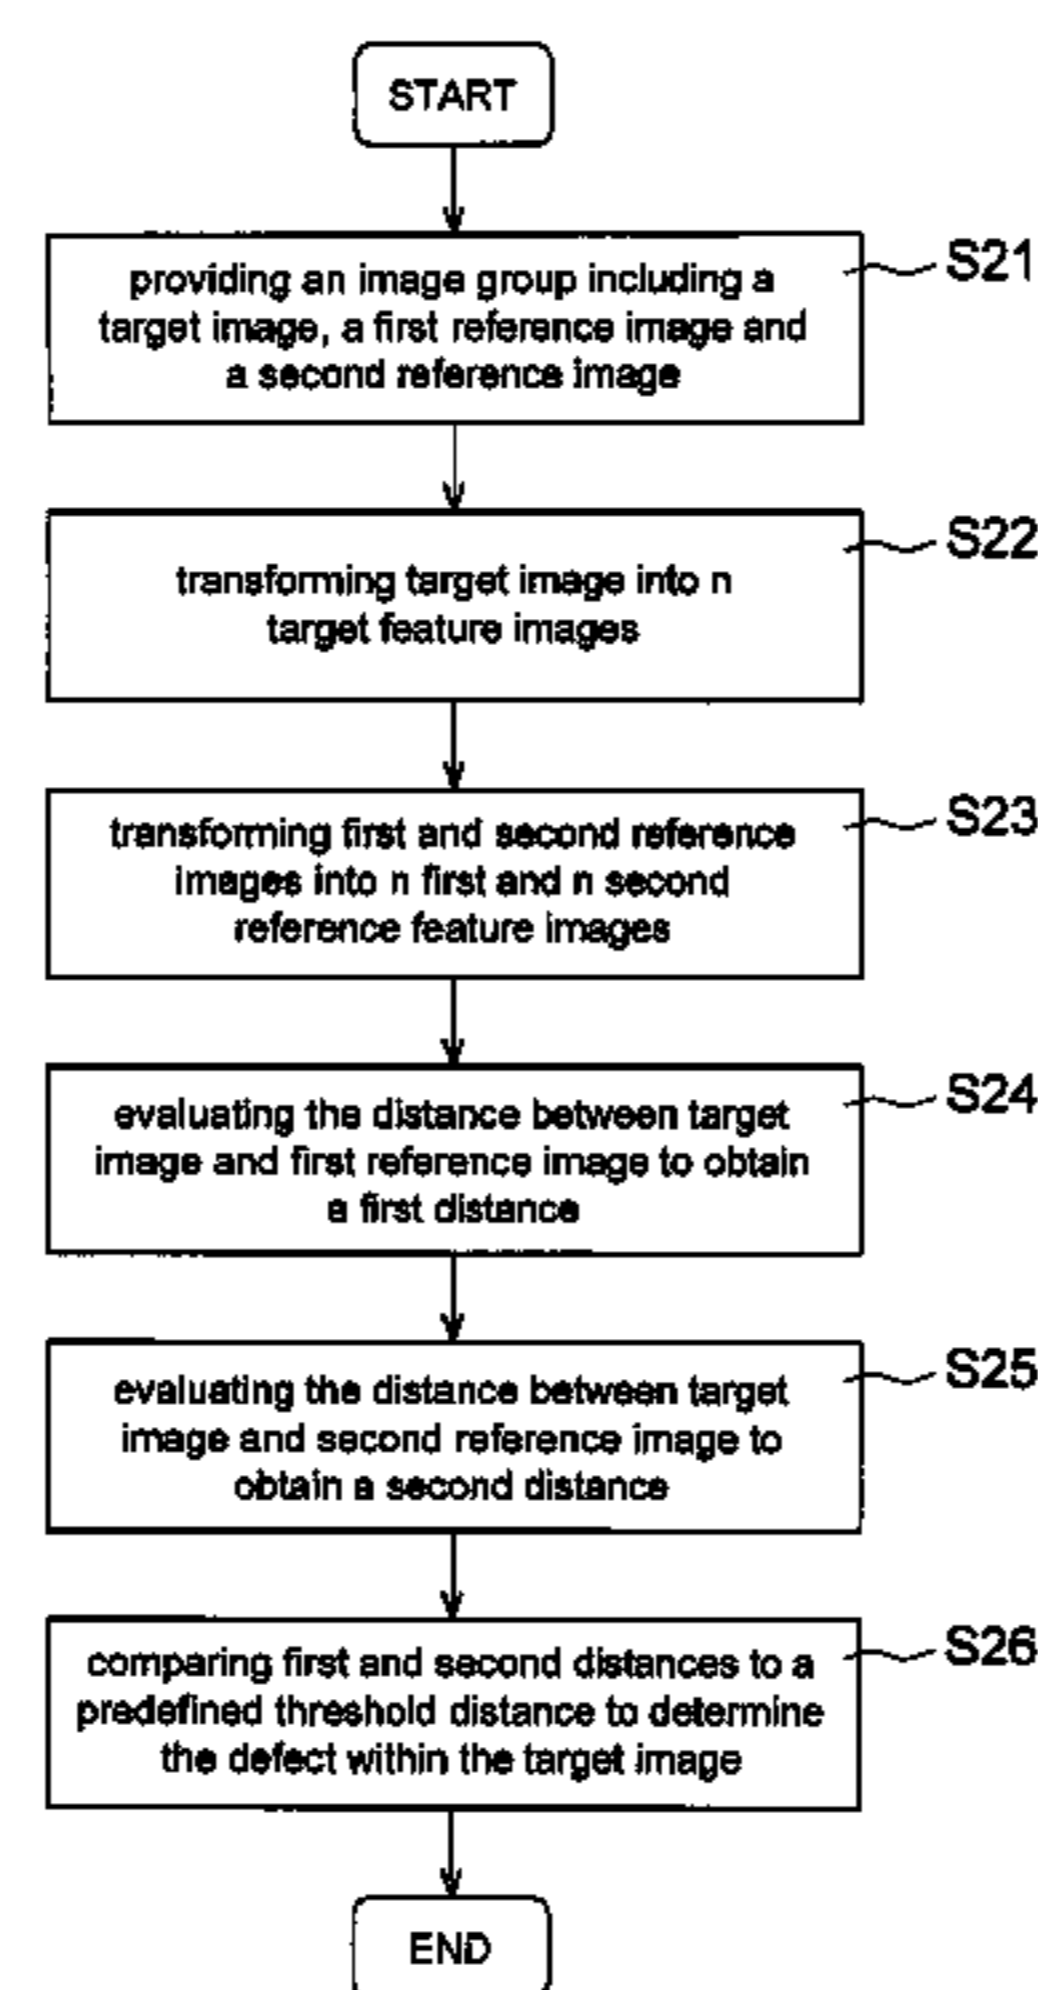 START
providing an image group including a
target image, a first reference image and
a second reference image
S21
transforming target image into n
target feature images
S22
transforming first and second reference
images into n first and n second
reference feature images
S23
evaluating the distance between target
image and first reference image to obtain
a first distance
S24
evaluating the distance between target
image and second reference image to
obtain a second distance
S25
comparing first and second distances to a
predefined threshold distance to determine
the defect within the target image
S26
END